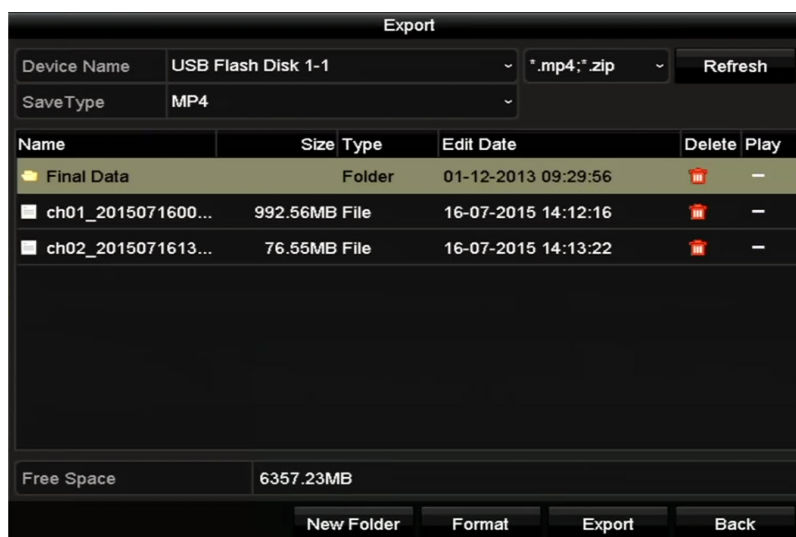 Export
Device Name USB Flash Disk 1-1 *.mp4;*.zip Refresh
SaveType MP4
Name Size Type Edit Date Delete Play
Final Data Folder 01-12-2013 09:29:56
ch01_2015071600... 992.56MB File 16-07-2015 14:12:16
ch02_2015071613... 76.55MB File 16-07-2015 14:13:22
Free Space 6357.23MB
New Folder Format Export Back